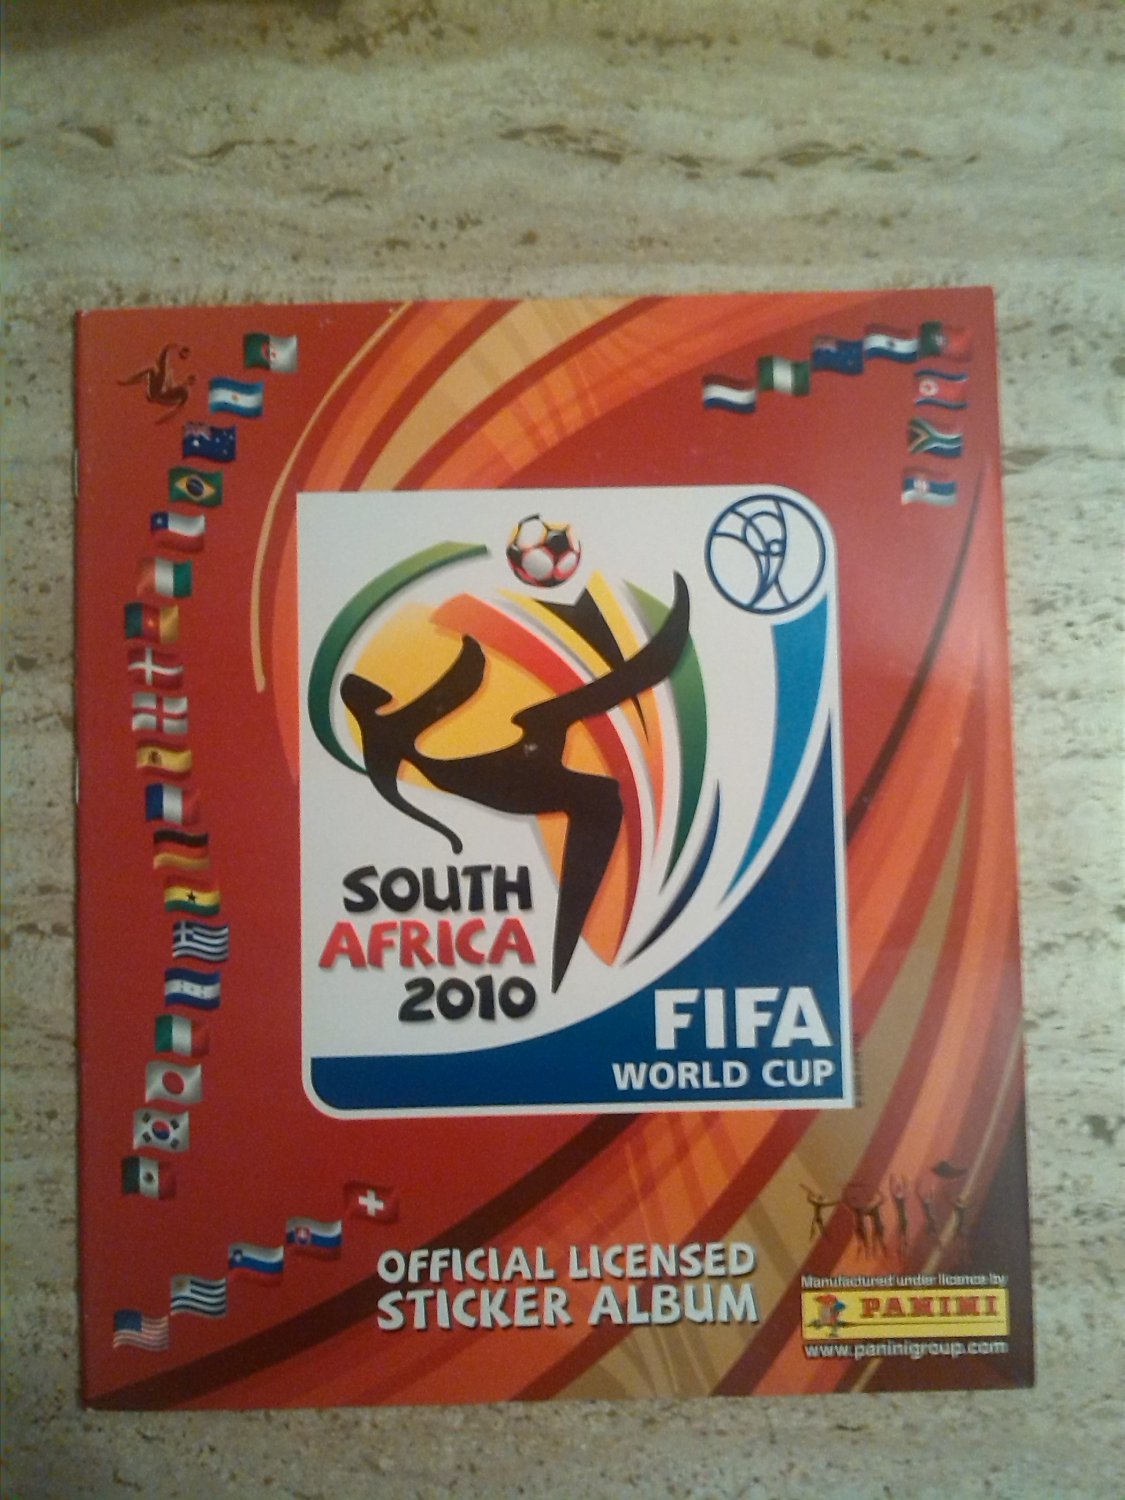 SOUTH
AFRICA
2010
FIFA
WORLD CUP
OFFICIAL LICENSED
STICKER ALBUM
Manufactured under licence by
PANINI
www.paninigroup.com